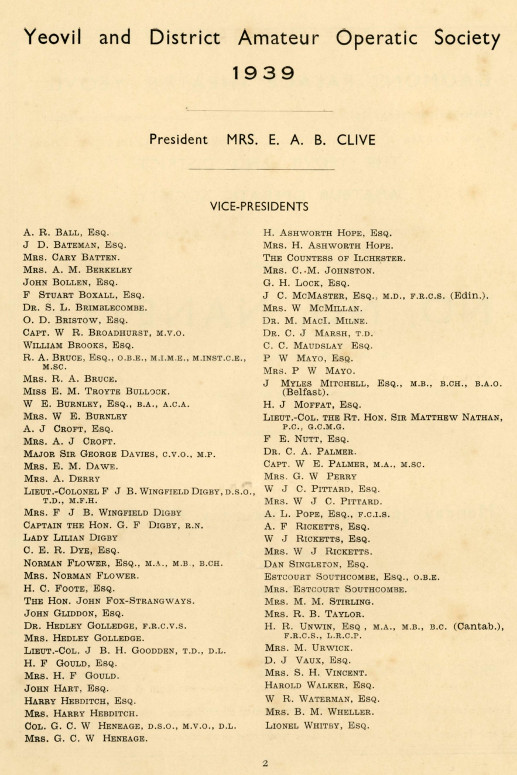 Yeovil and District Amateur Operatic Society
1939
President MRS. E. A. B. CLIVE
VICE-PRESIDENTS
A. R. BALL, ESQ.
J D. BATEMAN, ESQ.
MRS. CARY BATTEN.
MRS. A. M. BERKELEY
JOHN BOLLEN, ESQ.
F STUART BOXALL, ESQ.
DR. S. L. BRIMBLECOMBE.
O. D. BRISTOW, ESQ.
CAPT. W R. BROADHURST, M.V.O.
WILLIAM BROOKS, ESQ.
R. A. BRUCE, ESQ., O.B.E., M.I.M.E., M.INST.C.E.,
M.SC.
MRS. R. A. BRUCE.
MISS E. M. TROYTE BULLOCK.
W E. BURNLEY, ESQ., B.A., A.C.A.
MRS. W E. BURNLEY
A. J CROFT, ESQ.
MRS. A. J CROFT.
MAJOR SIR GEORGE DAVIES, C.V.O., M.P.
MRS. E. M. DAWE.
MRS. A. DERRY
LIEUT.-COLONEL F J B. WINGFIELD DIGBY, D.S.O.,
T.D., M.F.H.
MRS. F J B. WINGFIELD DIGBY
CAPTAIN THE HON. G. F DIGBY, R.N.
LADY LILIAN DIGBY
C. E. R. DYE, ESQ.
NORMAN FLOWER, ESQ., M.A., M.B., B.CH.
MRS. NORMAN FLOWER.
H. C. FOOTE, ESQ.
THE HON. JOHN FOX-STRANGWAYS.
JOHN GLIDDON, ESQ.
DR. HEDLEY GOLLEDGE, F.R.C.V.S.
MRS. HEDLEY GOLLEDGE.
LIEUT.-COL. J B. H. GOODDEN, T.D., D.L.
H. F GOULD, ESQ.
MRS. H. F GOULD.
JOHN HART, ESQ.
HARRY HEBDITCH, ESQ.
MRS. HARRY HEBDITCH.
COL. G. C. W HENEAGE, D.S.O., M.V.O., D.L.
MRS. G. C. W HENEAGE.
H. ASHWORTH HOPE, ESQ.
MRS. H. ASHWORTH HOPE.
THE COUNTESS OF ILCHESTER.
MRS. C. M. JOHNSTON.
G. H. LOCK, ESQ.
J C. MCMASTER, ESQ., M.D., F.R.C.S. (Edin.).
MRS. W MCMILLAN.
DR. M. MACI. MILNE.
DR. C. J MARSH, T.D.
C. C. MAUDSLAY ESQ.
P W MAYO, ESQ.
MRS. P W MAYO.
J MYLES MITCHELL, ESQ., M.B., B.CH., B.A.O.
(Belfast).
H. J MOFFAT, ESQ.
LIEUT.-COL. THE RT. HON. SIR MATTHEW NATHAN,
P.C., G.C.M.G.
F E. NUTT, ESQ.
DR. C. A. PALMER.
CAPT. W E. PALMER, M.A., M.SC.
MRS. G. W PERRY
W J C. PITTARD, ESQ.
MRS. W J C. PITTARD.
A. L. POPE, ESQ., F.C.I.S.
A. F RICKETTS, ESQ.
W J RICKETTS, ESQ.
MRS. W J RICKETTS.
DAN SINGLETON, ESQ.
ESTCOURT SOUTHCOMBE, ESQ., O.B.E.
MRS. ESTCOURT SOUTHCOMBE.
MRS. M. M. STIRLING.
MRS. R. B. TAYLOR.
H. R. UNWIN, ESQ, M.A., M.B., B.C. (Cantab.),
F.R.C.S., L.R.C.P.
MRS. M. URWICK.
D. J VAUX, ESQ.
MRS. S. H. VINCENT.
HAROLD WALKER, ESQ.
W R. WATERMAN, ESQ.
MRS. B. M. WHELLER.
LIONEL WHITBY, ESQ.
2